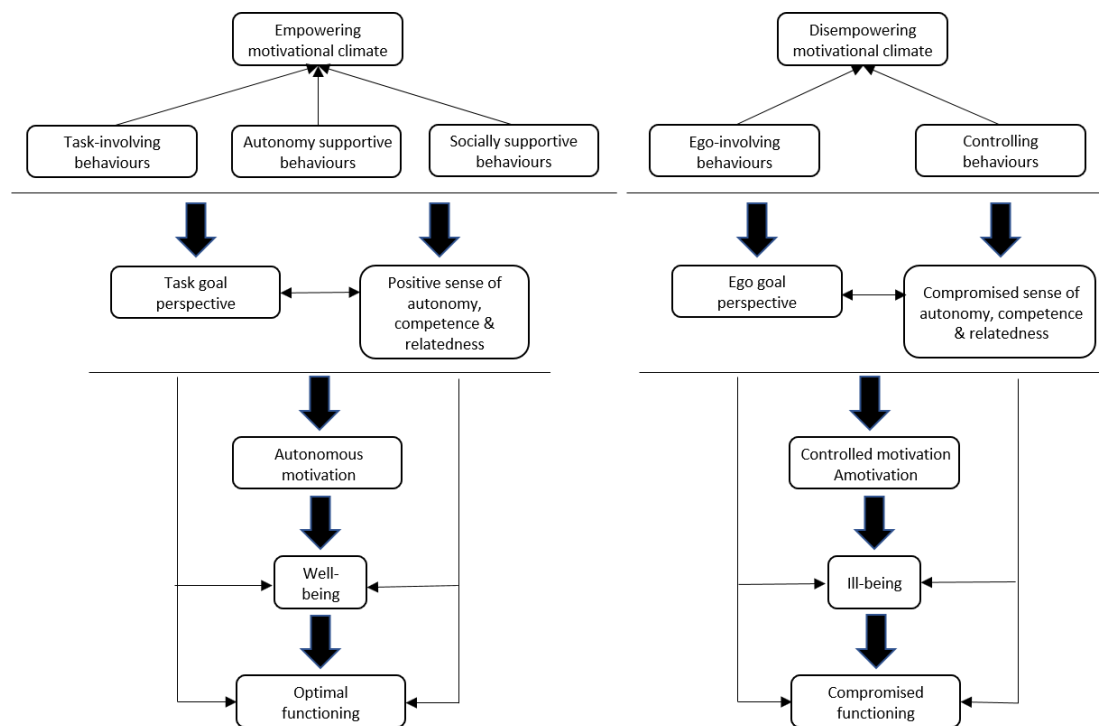 Empowering
motivational climate
Disempowering
motivational climate
Task-involving
behaviours
Autonomy supportive
behaviours
Socially supportive
behaviours
Ego-involving
behaviours
Controlling
behaviours
Task goal
perspective
Positive sense of
autonomy,
competence &
relatedness
Ego goal
perspective
Compromised sense of
autonomy, competence
& relatedness
Autonomous
motivation
Controlled motivation
Amotivation
Well-
being
Ill-being
Optimal
functioning
Compromised
functioning